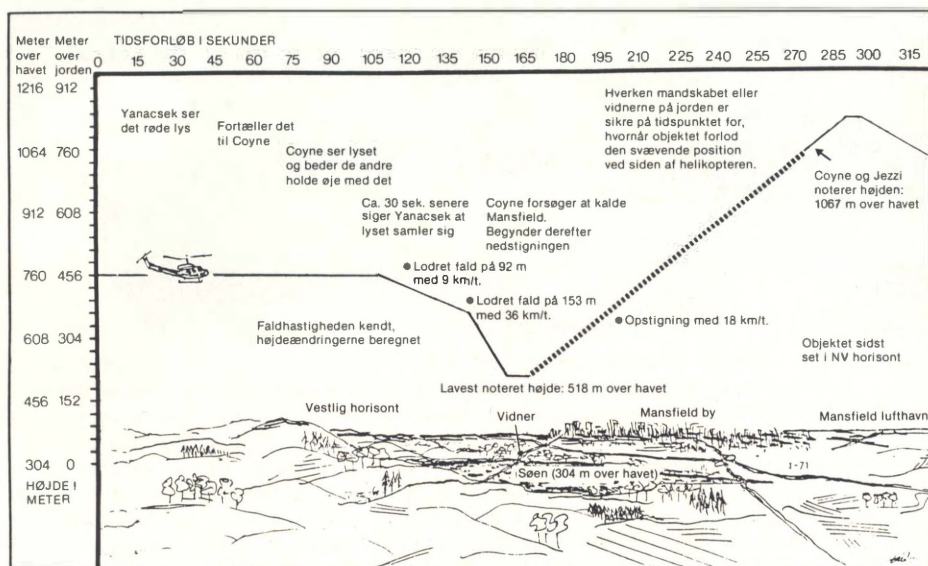 Meter over havet
Meter over jorden
TIDSFORLØB I SEKUNDER
0 15 30 45 60 75 90 105 120 135 150 165 180 195 210 225 240 255 270 285 300 315
1216 912
1064 760
912 608
760 456
608 304
456 152
304 0
HØJDE I
METER
Yanacsek ser
det røde lys
Fortæller det
til Coyne
Coyne ser lyset
og beder de andre
holde øje med det
Ca. 30 sek. senere
siger Yanacsek at
lyset samler sig
Coyne forsøger at kalde
Mansfield.
Begynder derefter
nedstigningen
Hverken mandskabet eller
vidnerne på jorden er
sikre på tidspunktet for,
hvornår objektet forlod
den svævende position
ved siden af helikopteren.
Coyne og Jezzi
noterer højden:
1067 m over havet
Lodret fald på 92 m
med 9 km/t.
Lodret fald på 153 m
med 36 km/t.
Opstigning med 18 km/t.
Faldhastigheden kendt,
højdeændringerne beregnet
Objektet sidst
set i NV horisont
Lavest noteret højde: 518 m over havet
Vestlig horisont
Vidner
Mansfield by
Mansfield lufthavn
Søen (304 m over havet)
I-71